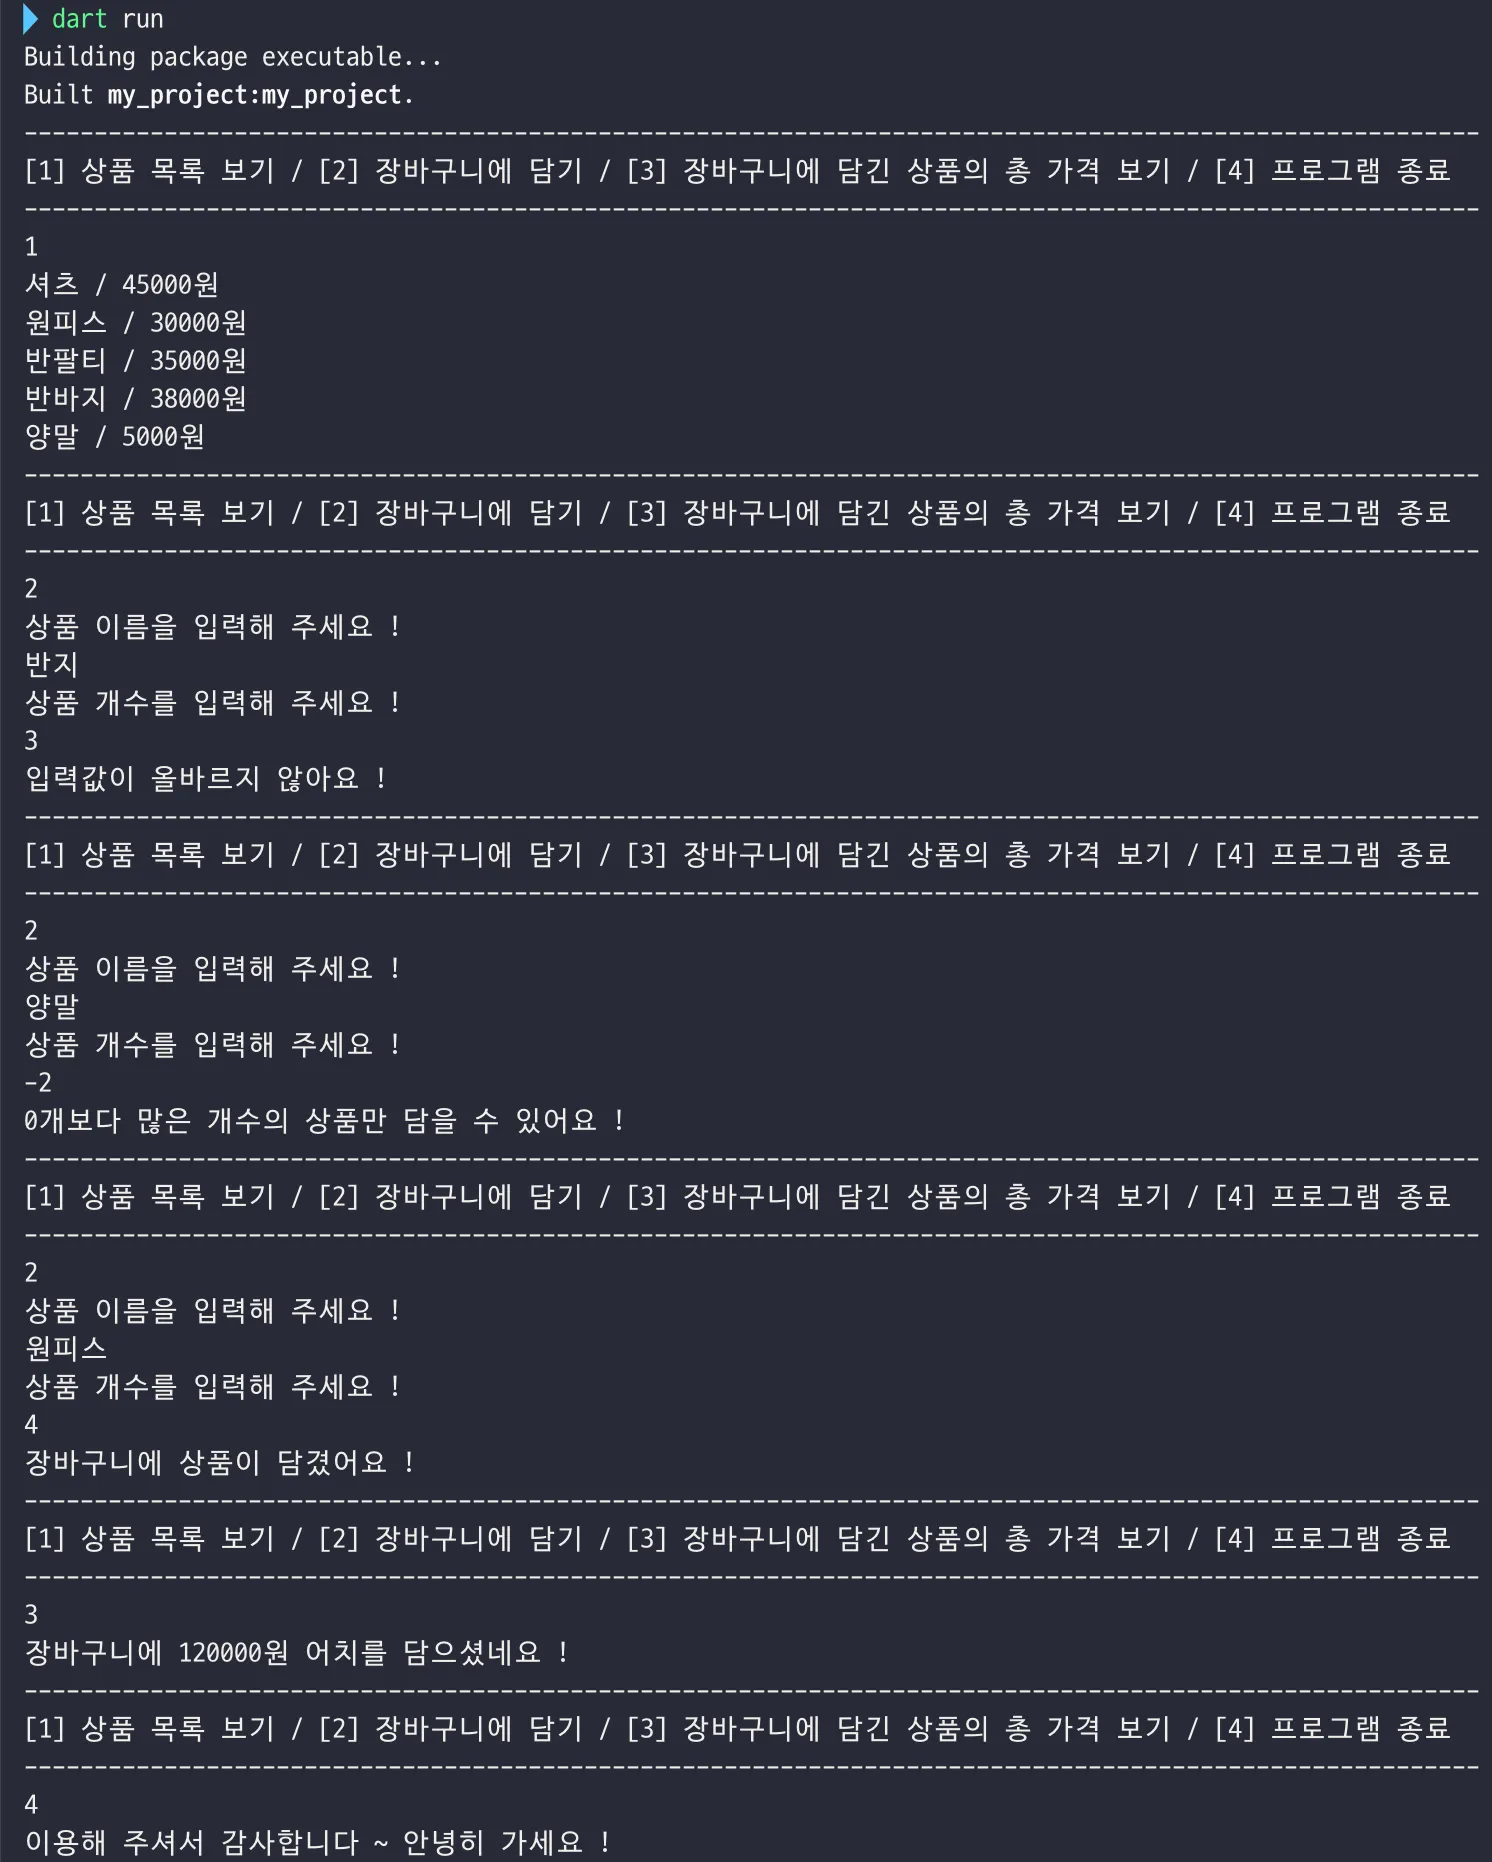 dart run
Building package executable...
Built my_project:my_project.
--------------------------------------------------------------------------------------------------------
[1] 상품 목록 보기 / [2] 장바구니에 담기 / [3] 장바구니에 담긴 상품의 총 가격 보기 / [4] 프로그램 종료
--------------------------------------------------------------------------------------------------------
1
셔츠 / 45000원
원피스 / 30000원
반팔티 / 35000원
반바지 / 38000원
양말 / 5000원
--------------------------------------------------------------------------------------------------------
[1] 상품 목록 보기 / [2] 장바구니에 담기 / [3] 장바구니에 담긴 상품의 총 가격 보기 / [4] 프로그램 종료
--------------------------------------------------------------------------------------------------------
2
상품 이름을 입력해 주세요 !
반지
상품 개수를 입력해 주세요 !
3
입력값이 올바르지 않아요 !
--------------------------------------------------------------------------------------------------------
[1] 상품 목록 보기 / [2] 장바구니에 담기 / [3] 장바구니에 담긴 상품의 총 가격 보기 / [4] 프로그램 종료
--------------------------------------------------------------------------------------------------------
2
상품 이름을 입력해 주세요 !
양말
상품 개수를 입력해 주세요 !
-2
0개보다 많은 개수의 상품만 담을 수 있어요 !
--------------------------------------------------------------------------------------------------------
[1] 상품 목록 보기 / [2] 장바구니에 담기 / [3] 장바구니에 담긴 상품의 총 가격 보기 / [4] 프로그램 종료
--------------------------------------------------------------------------------------------------------
2
상품 이름을 입력해 주세요 !
원피스
상품 개수를 입력해 주세요 !
4
장바구니에 상품이 담겼어요 !
--------------------------------------------------------------------------------------------------------
[1] 상품 목록 보기 / [2] 장바구니에 담기 / [3] 장바구니에 담긴 상품의 총 가격 보기 / [4] 프로그램 종료
--------------------------------------------------------------------------------------------------------
3
장바구니에 120000원 어치를 담으셨네요 !
--------------------------------------------------------------------------------------------------------
[1] 상품 목록 보기 / [2] 장바구니에 담기 / [3] 장바구니에 담긴 상품의 총 가격 보기 / [4] 프로그램 종료
--------------------------------------------------------------------------------------------------------
4
이용해 주셔서 감사합니다 ~ 안녕히 가세요 !